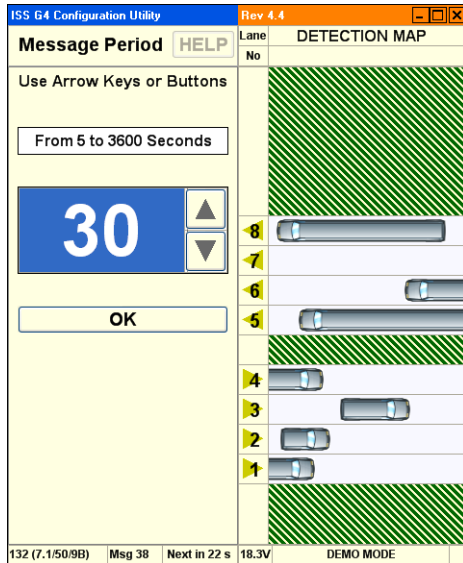 ISS G4 Configuration Utility
Rev 4.4
Message Period
HELP
Lane
No
DETECTION MAP
Use Arrow Keys or Buttons
From 5 to 3600 Seconds
30
OK
8
7
6
5
4
3
2
1
132 (7.1/50/9B)
Msg 38
Next in 22 s
18.3V
DEMO MODE